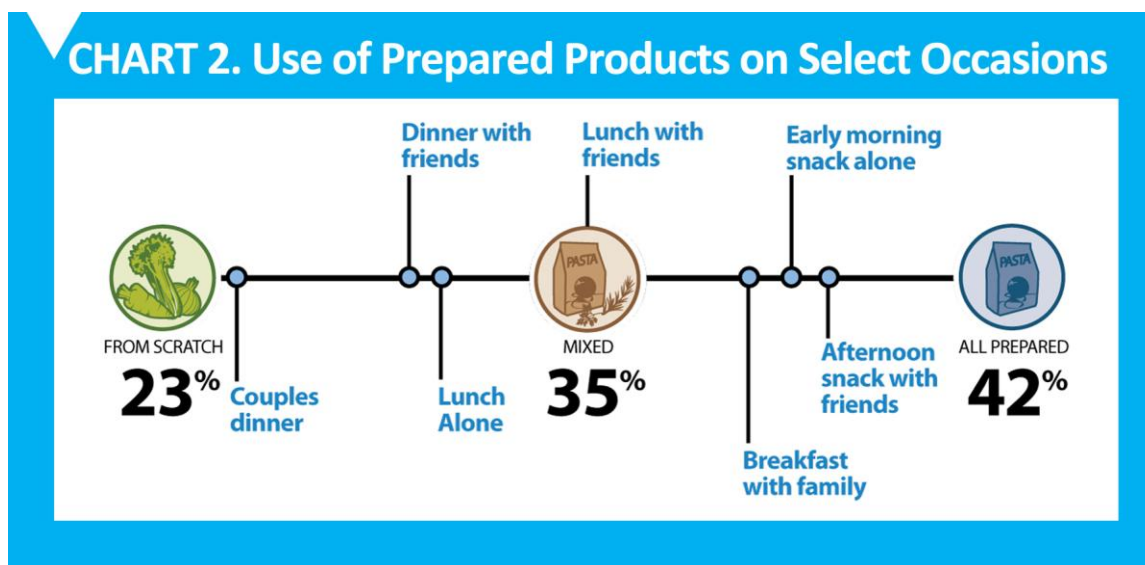 CHART 2. Use of Prepared Products on Select Occasions
Dinner with
friends
Lunch with
friends
Early morning
snack alone
PASTA
PASTA
FROM SCRATCH
23%
Couples
dinner
Lunch
Alone
MIXED
35%
Afternoon
snack with
friends
ALL PREPARED
42%
Breakfast
with family